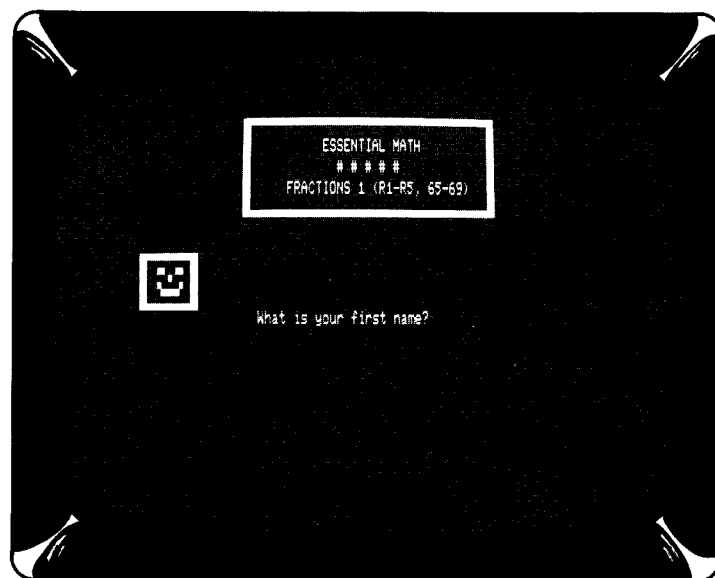 ESSENTIAL MATH
# # # # #
FRACTIONS 1 (R1-R5, 65-69)
What is your first name?